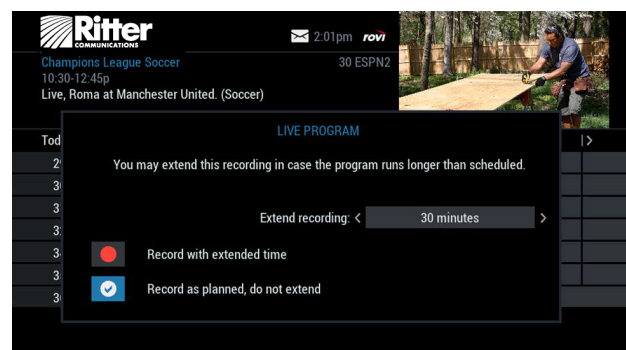 Ritter
COMMUNICATIONS
2:01pm rovi
Champions League Soccer 30 ESPN2
10:30-12:45p
Live, Roma at Manchester United. (Soccer)
LIVE PROGRAM
Tod
You may extend this recording in case the program runs longer than scheduled.
Extend recording: < 30 minutes >
Record with extended time
Record as planned, do not extend